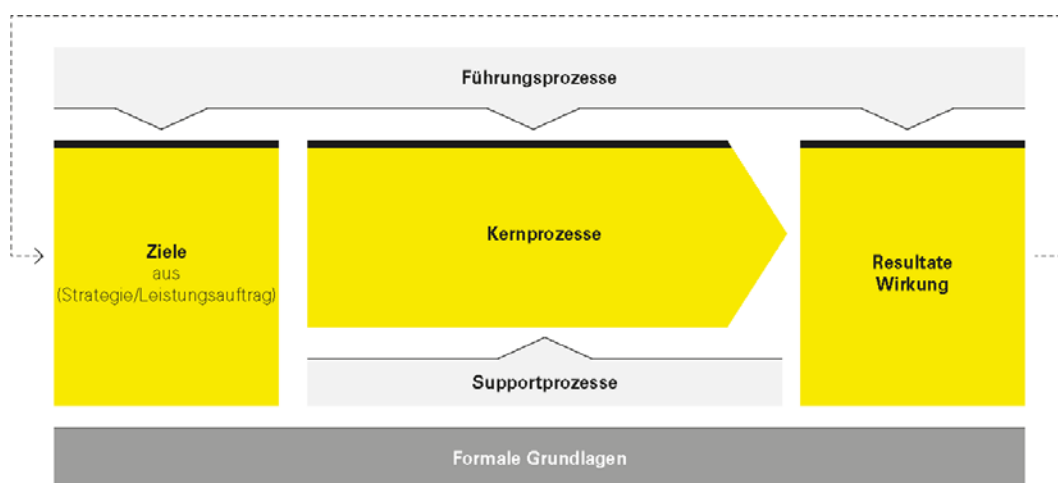 Führungsprozesse
Ziele
aus
(Strategie/Leistungsauftrag)
Kernprozesse
Resultate
Wirkung
Supportprozesse
Formale Grundlagen